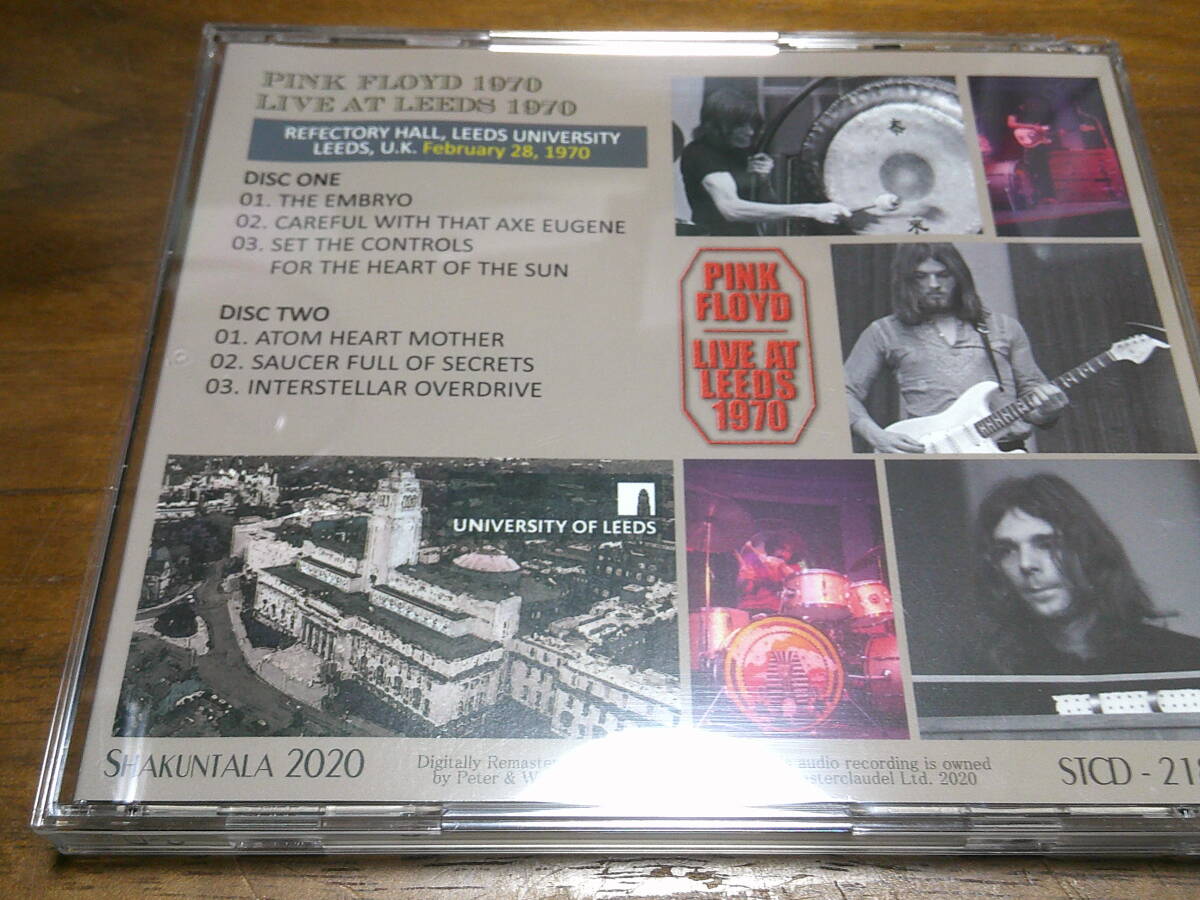 PINK FLOYD 1970
LIVE AT LEEDS 1970
REFECTORY HALL, LEEDS UNIVERSITY
LEEDS, U.K. February 28, 1970
DISC ONE
01. THE EMBRYO
02. CAREFUL WITH THAT AXE EUGENE
03. SET THE CONTROLS
FOR THE HEART OF THE SUN
DISC TWO
01. ATOM HEART MOTHER
02. SAUCER FULL OF SECRETS
03. INTERSTELLAR OVERDRIVE
PINK
FLOYD
LIVE AT
LEEDS
1970
UNIVERSITY OF LEEDS
SHAKUNTALA 2020
Digitally
by Peter &
audio recording is owned
Ltd. 2020
STCD - 218